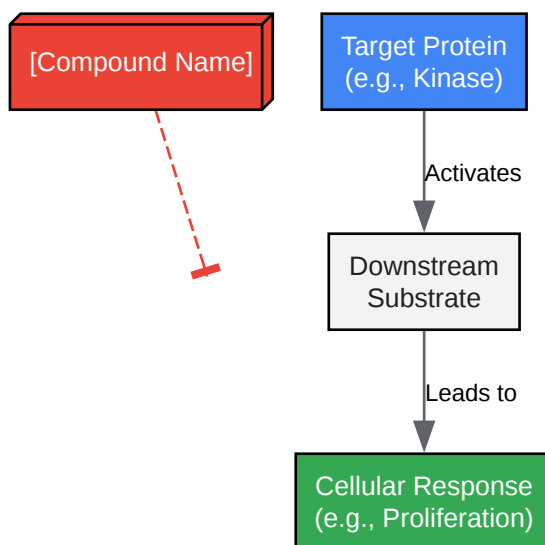 [Compound Name]
Target Protein
(e.g., Kinase)
Activates
Downstream
Substrate
Leads to
Cellular Response
(e.g., Proliferation)